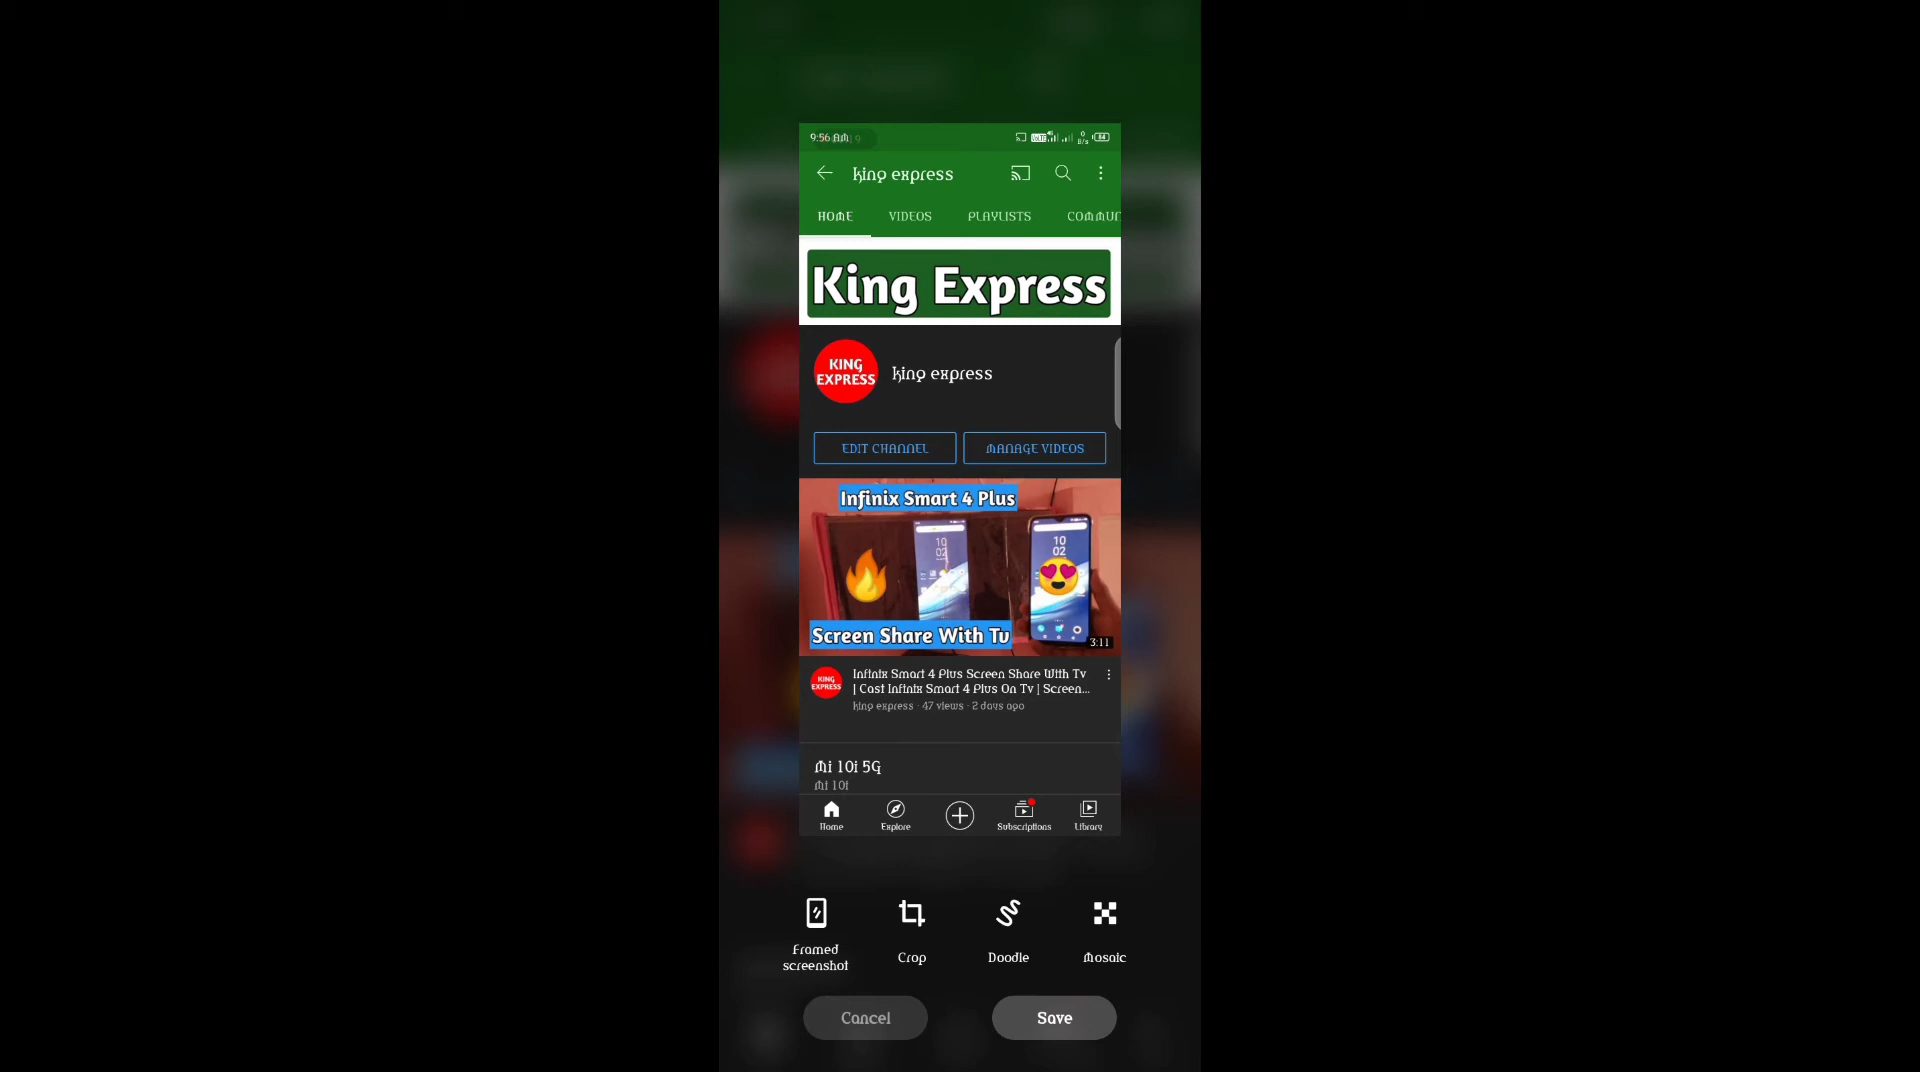 9:56 AM
king express
HOME VIDEOS PLAYLISTS COMMUN
King Express
KING
EXPRESS
king express
EDIT CHANNEL MANAGE VIDEOS
Infinix Smart 4 Plus
10
02
10
02
Screen Share With Tv
3:11
KING
EXPRESS
Infinix Smart 4 Plus Screen Share With Tv
| Cast Infinix Smart 4 Plus On Tv | Screen...
king express · 47 views · 2 days ago
Mi 10i 5G
Mi 10i
Home Explore Subscriptions Library
Framed
screenshot
Crop Doodle Mosaic
Cancel Save